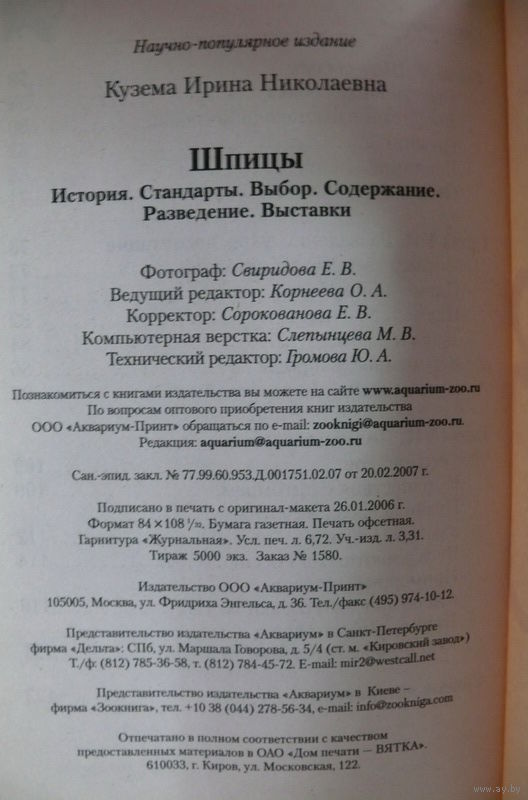 Научно-популярное издание
Кузема Ирина Николаевна
Шпицы
История. Стандарты. Выбор. Содержание.
Разведение. Выставки
Фотограф: Свиридова Е. В.
Ведущий редактор: Корнеева О. А.
Корректор: Сорокованова Е. В.
Компьютерная верстка: Слепынцева М. В.
Технический редактор: Громова Ю. А.
Познакомиться с книгами издательства вы можете на сайте www.aquarium-zoo.ru
По вопросам оптового приобретения книг издательства
ООО «Аквариум-Принт» обращаться по e-mail: zooknigi@aquarium-zoo.ru.
Редакция: aquarium@aquarium-zoo.ru
Сан.-эпид. закл. № 77.99.60.953.Д.001751.02.07 от 20.02.2007 г.
Подписано в печать с оригинал-макета 26.01.2006 г.
Формат 84 × 108 1/32. Бумага газетная. Печать офсетная.
Гарнитура «Журнальная». Усл. печ. л. 6,72. Уч.-изд. л. 3,31.
Тираж 5000 экз. Заказ № 1580.
Издательство ООО «Аквариум-Принт»
105005, Москва, ул. Фридриха Энгельса, д. 36. Тел./факс (495) 974-10-12.
Представительство издательства «Аквариум» в Санкт-Петербурге
фирма «Дельта»: СПб, ул. Маршала Говорова, д. 5/4 (ст. м. «Кировский завод»)
Т./ф: (812) 785-36-58, т. (812) 784-45-72. E-mail: mir2@westcall.net
Представительство издательства «Аквариум» в Киеве –
фирма «Зоокнига», тел. +10 38 (044) 278-56-34, e-mail: info@zookniga.com
Отпечатано в полном соответствии с качеством
предоставленных материалов в ОАО «Дом печати — ВЯТКА».
610033, г. Киров, ул. Московская, 122.
www.ay.by